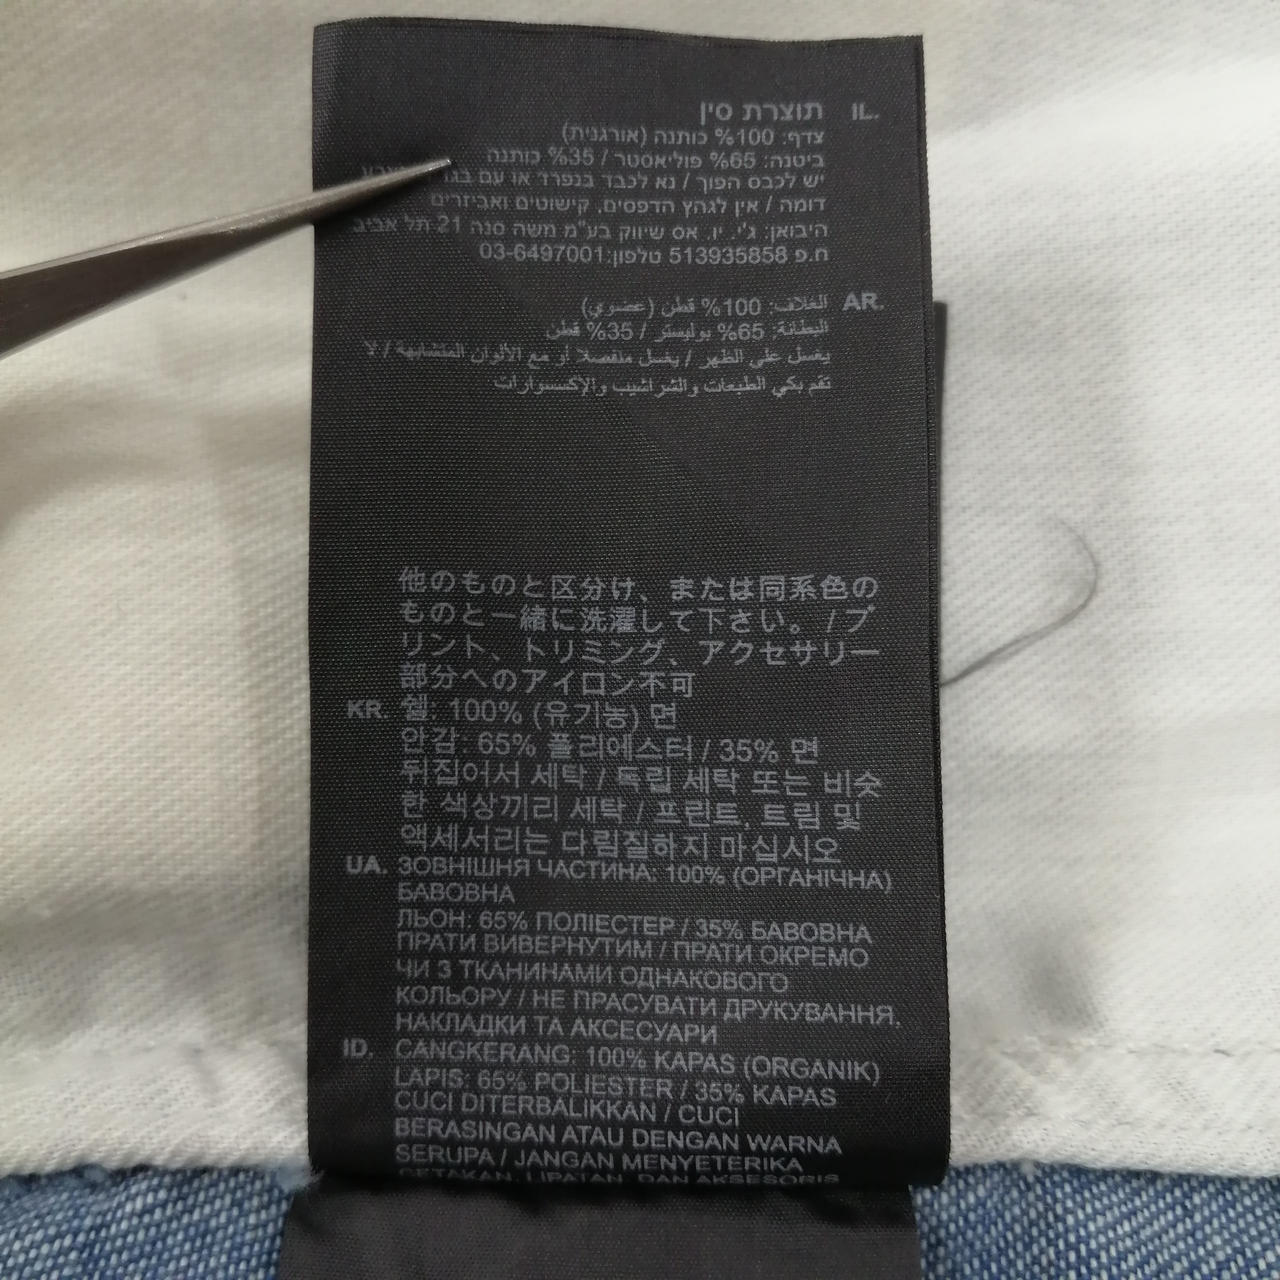 IL. תוצרת סין
צדף: 100% כותנה (אורגנית)
ביטנה: 65% פוליאסטר / 35% כותנה
יש לכבס הפוך / נא לכבד בנפרד או עם
דומה / אין לגהץ הדפסים, קישוטים ואביזרים
היבואן: ג'י. יו. אס שיווק בע"מ משה סנה 21 תל אביב
ח.פ 513935858 טלפון:03-6497001
AR. الغلاف: 100% قطن (عضوي)
البطانة: 65% بوليستر / 35% قطن
يغسل على الظهر / يغسل منفصلا أو مع الألوان المتشابهة / لا
تقم بكي الطبعات والشراشيب والإكسسوارات
他のものと区分け、または同系色の
ものと一緒に洗濯して下さい。 / プ
リント、トリミング、アクセサリー
部分へのアイロン不可
KR. 쉘: 100% (유기농) 면
안감: 65% 폴리에스터 / 35% 면
뒤집어서 세탁 / 독립 세탁 또는 비슷
한 색상끼리 세탁 / 프린트, 트림 및
액세서리는 다림질하지 마십시오
UA. ЗОВНІШНЯ ЧАСТИНА: 100% (ОРГАНІЧНА)
БАВОВНА
ЛЬОН: 65% ПОЛІЕСТЕР / 35% БАВОВНА
ПРАТИ ВИВЕРНУТИМ / ПРАТИ ОКРЕМО
ЧИ З ТКАНИНАМИ ОДНАКОВОГО
КОЛЬОРУ / НЕ ПРАСУВАТИ ДРУКУВАННЯ,
НАКЛАДКИ ТА АКСЕСУАРИ
ID. CANGKERANG: 100% KAPAS (ORGANIK)
LAPIS: 65% POLIESTER / 35% KAPAS
CUCI DITERBALIKKAN / CUCI
BERASINGAN ATAU DENGAN WARNA
SERUPA / JANGAN MENYETERIKA
CETAKAN, LIPATAN, DAN AKSESORIS